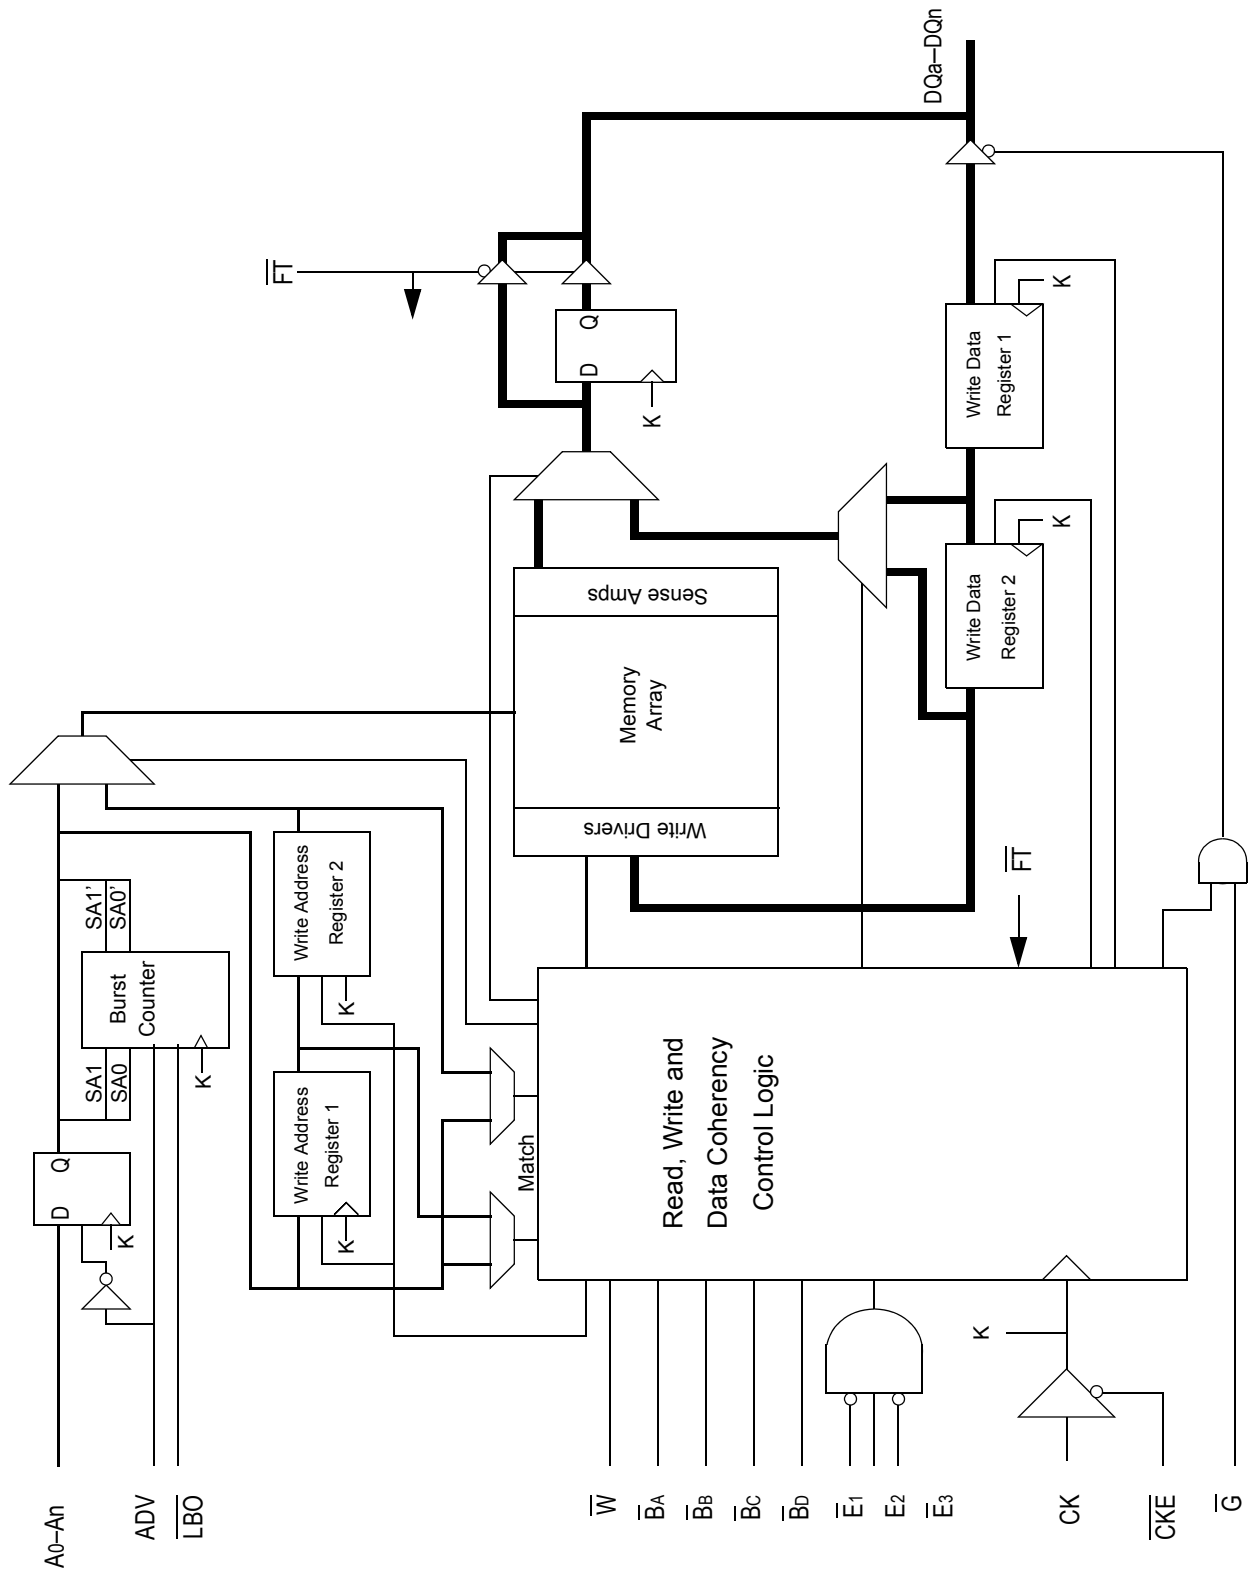 A0–An
ADV
LBO
D
Q
K
SA1
SA0
Burst
Counter
K
SA1’
SA0’
Write Address
Register 1
K
Write Address
Register 2
K
Match
W
BA
BB
BC
BD
E1
E2
E3
CK
CKE
G
K
Read, Write and
Data Coherency
Control Logic
FT
Write Drivers
Memory
Array
Sense Amps
D
Q
K
FT
Write Data
Register 2
K
Write Data
Register 1
K
DQa–DQn